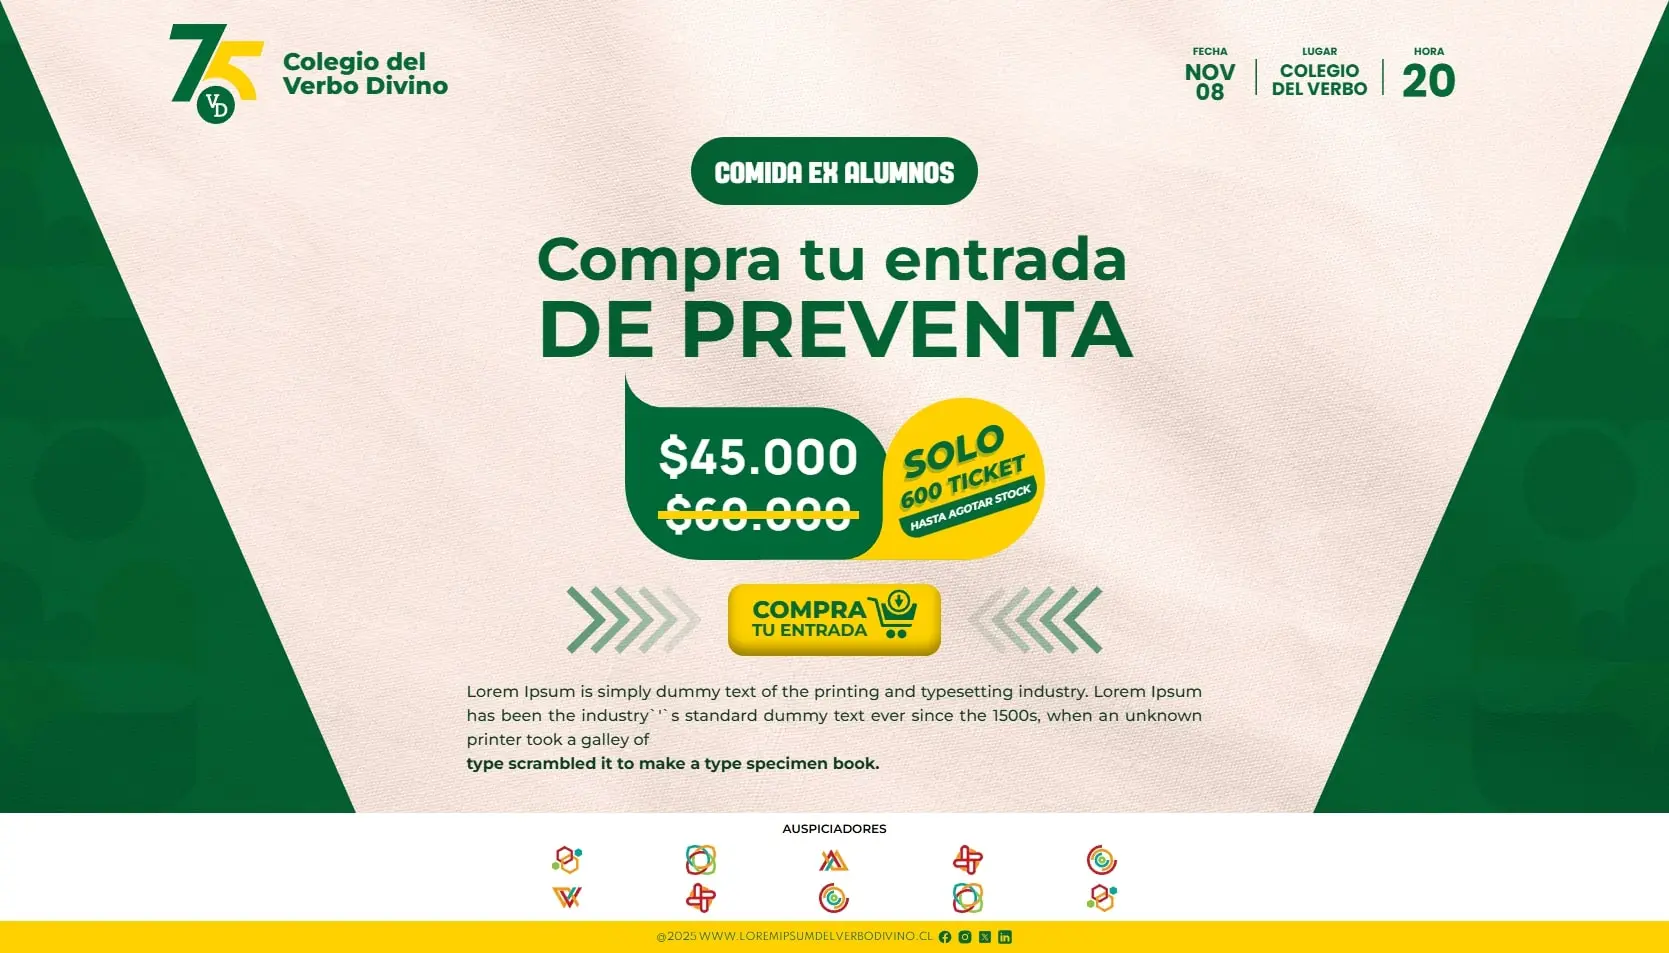 75
VD
Colegio del
Verbo Divino
FECHA
NOV
08
LUGAR
COLEGIO
DEL VERBO
HORA
20
COMIDA EX ALUMNOS
Compra tu entrada
DE PREVENTA
$45.000
$60.000
SOLO
600 TICKET
HASTA AGOTAR STOCK
COMPRA
TU ENTRADA
Lorem Ipsum is simply dummy text of the printing and typesetting industry. Lorem Ipsum
has been the industry`'`s standard dummy text ever since the 1500s, when an unknown
printer took a galley of
type scrambled it to make a type specimen book.
AUSPICIADORES
@2025 WWW.LOREMIPSUMDELVERBODIVINO.CL